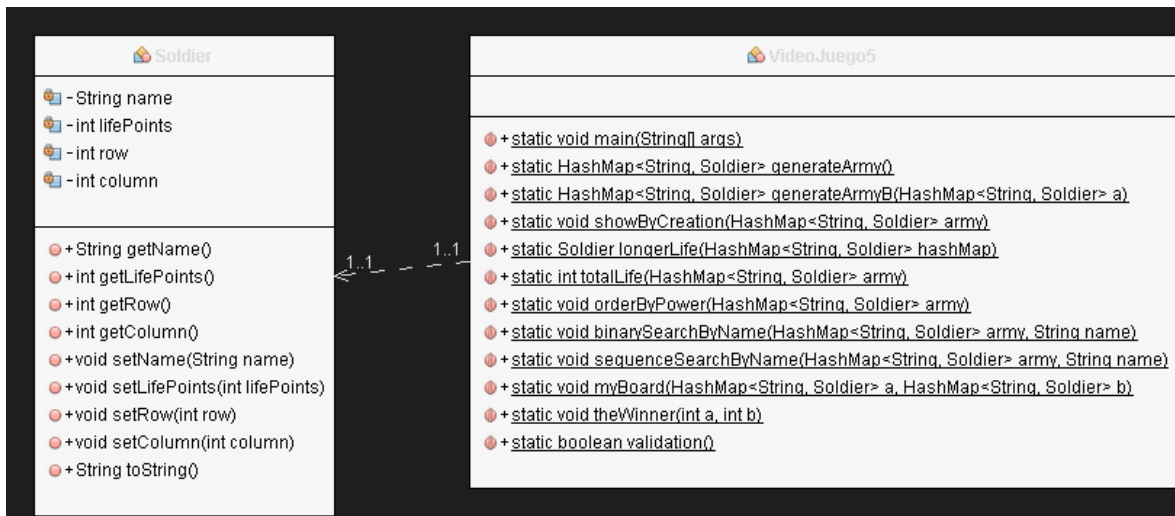 Soldier
- String name
- int lifePoints
- int row
- int column
+ String getName()
+ int getLifePoints()
+ int getRow()
+ int getColumn()
+void setName(String name)
+void setLifePoints(int lifePoints)
+void setRow(int row)
+void setColumn(int column)
+ String toString()
1..1
1..1
VideoJuego5
+ static void main(String[] args)
+ static HashMap<String, Soldier> generateArmy()
+ static HashMap<String, Soldier> generateArmyB(HashMap<String, Soldier> a)
+ static void showByCreation(HashMap<String, Soldier> army)
+ static Soldier longerLife(HashMap<String, Soldier> hashMap)
+ static int totalLife(HashMap<String, Soldier> army)
+ static void orderByPower(HashMap<String, Soldier> army)
+ static void binarySearchByName(HashMap<String, Soldier> army, String name)
+ static void sequenceSearchByName(HashMap<String, Soldier> army, String name)
+ static void myBoard(HashMap<String, Soldier> a, HashMap<String, Soldier> b)
+ static void theWinner(int a, int b)
+ static boolean validation()